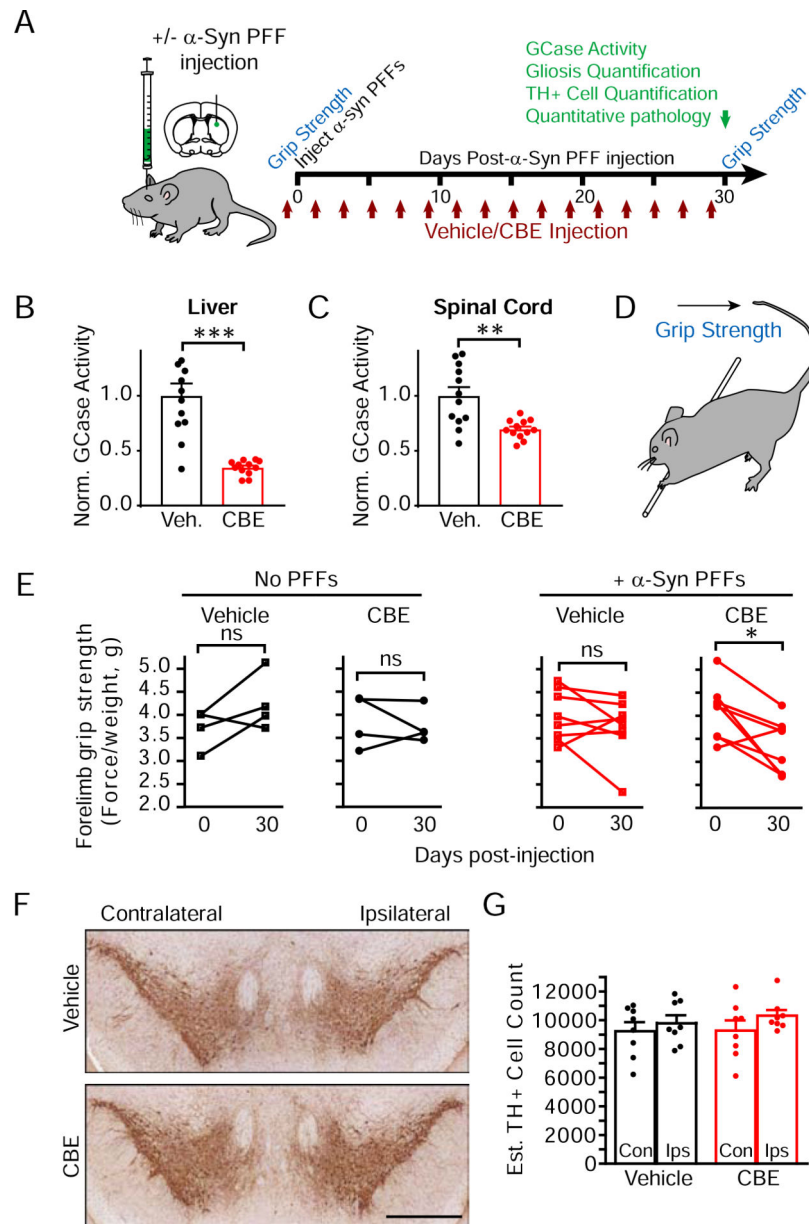 A
+/- α-Syn PFF
injection
Grip Strength
Inject α-syn PFFs
GCase Activity
Gliosis Quantification
TH+ Cell Quantification
Quantitative pathology
Grip Strength
Days Post-α-Syn PFF injection
0 10 20 30
Vehicle/CBE Injection
B
Liver
***
Norm. GCase Activity
1.0
0.5
0.0
Veh. CBE
C
Spinal Cord
**
Norm. GCase Activity
1.0
0.5
0.0
Veh. CBE
D
Grip Strength
E
No PFFs
+ α-Syn PFFs
Vehicle CBE Vehicle CBE
ns ns ns *
Forelimb grip strength
(Force/weight, g)
5.0
4.5
4.0
3.5
3.0
2.5
2.0
0 30 0 30 0 30 0 30
Days post-injection
F
Contralateral Ipsilateral
Vehicle
CBE
G
Est. TH+ Cell Count
12000
10000
8000
6000
4000
2000
0
Con Ips Con Ips
Vehicle CBE